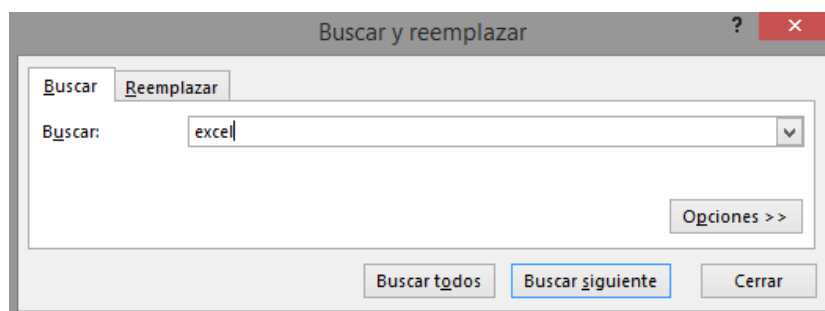 Buscar y reemplazar ? ×
Buscar Reemplazar
Buscar: excel
Opciones >>
Buscar todos Buscar siguiente Cerrar